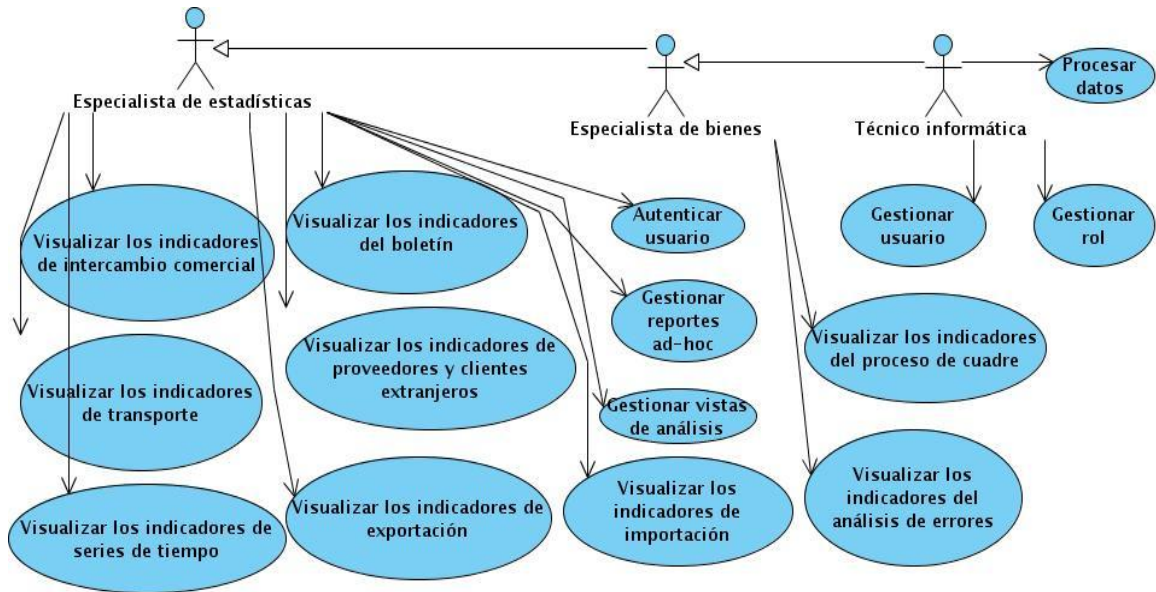 Procesar
datos
Especialista de estadísticas
Especialista de bienes
Técnico informática
Visualizar los indicadores
de intercambio comercial
Visualizar los indicadores
del boletín
Autenticar
usuario
Gestionar
usuario
Gestionar
rol
Visualizar los indicadores
de transporte
Visualizar los indicadores de
proveedores y clientes
extranjeros
Gestionar
reportes
ad-hoc
Visualizar los indicadores
del proceso de cuadre
Gestionar vistas
de análisis
Visualizar los indicadores de
series de tiempo
Visualizar los indicadores de
exportación
Visualizar los
indicadores de
importación
Visualizar los
indicadores del
análisis de errores